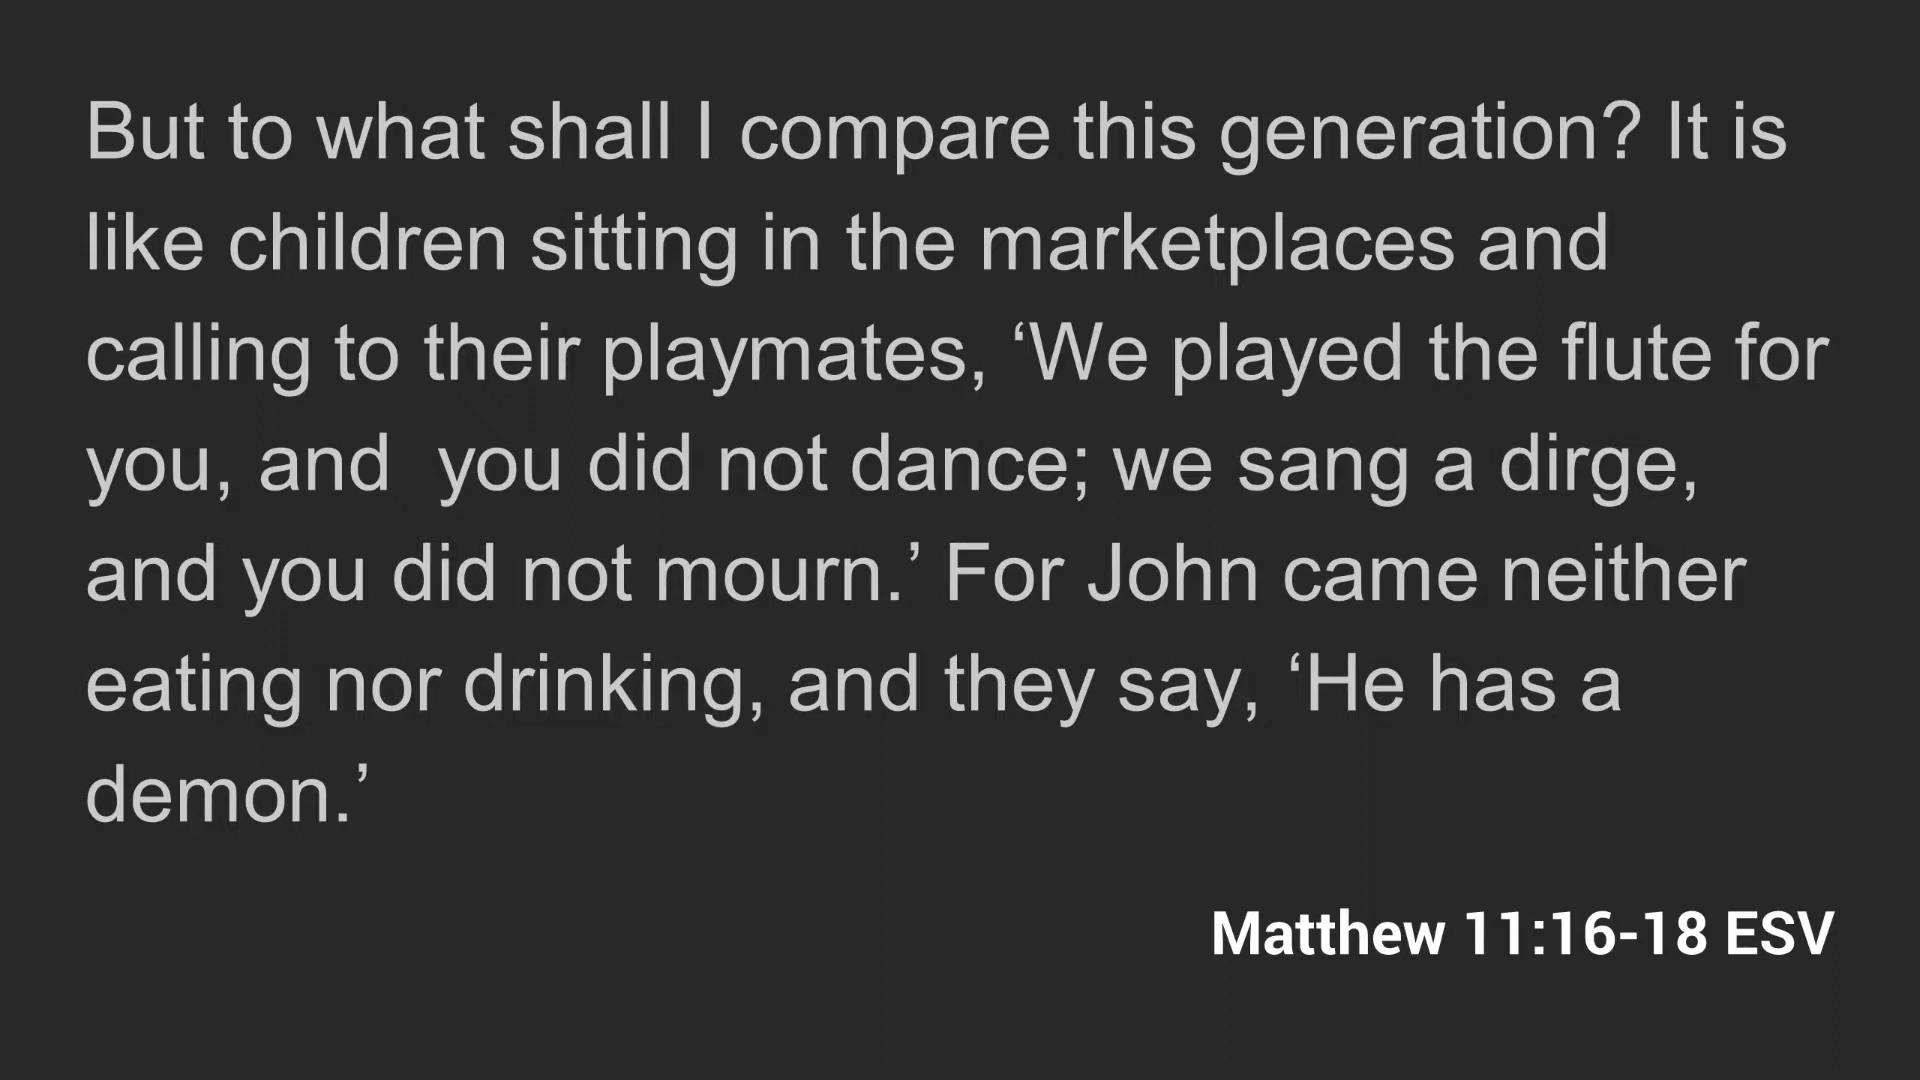 But to what shall I compare this generation? It is
like children sitting in the marketplaces and
calling to their playmates, ‘We played the flute for
you, and  you did not dance; we sang a dirge,
and you did not mourn.’ For John came neither
eating nor drinking, and they say, ‘He has a
demon.’
Matthew 11:16-18 ESV